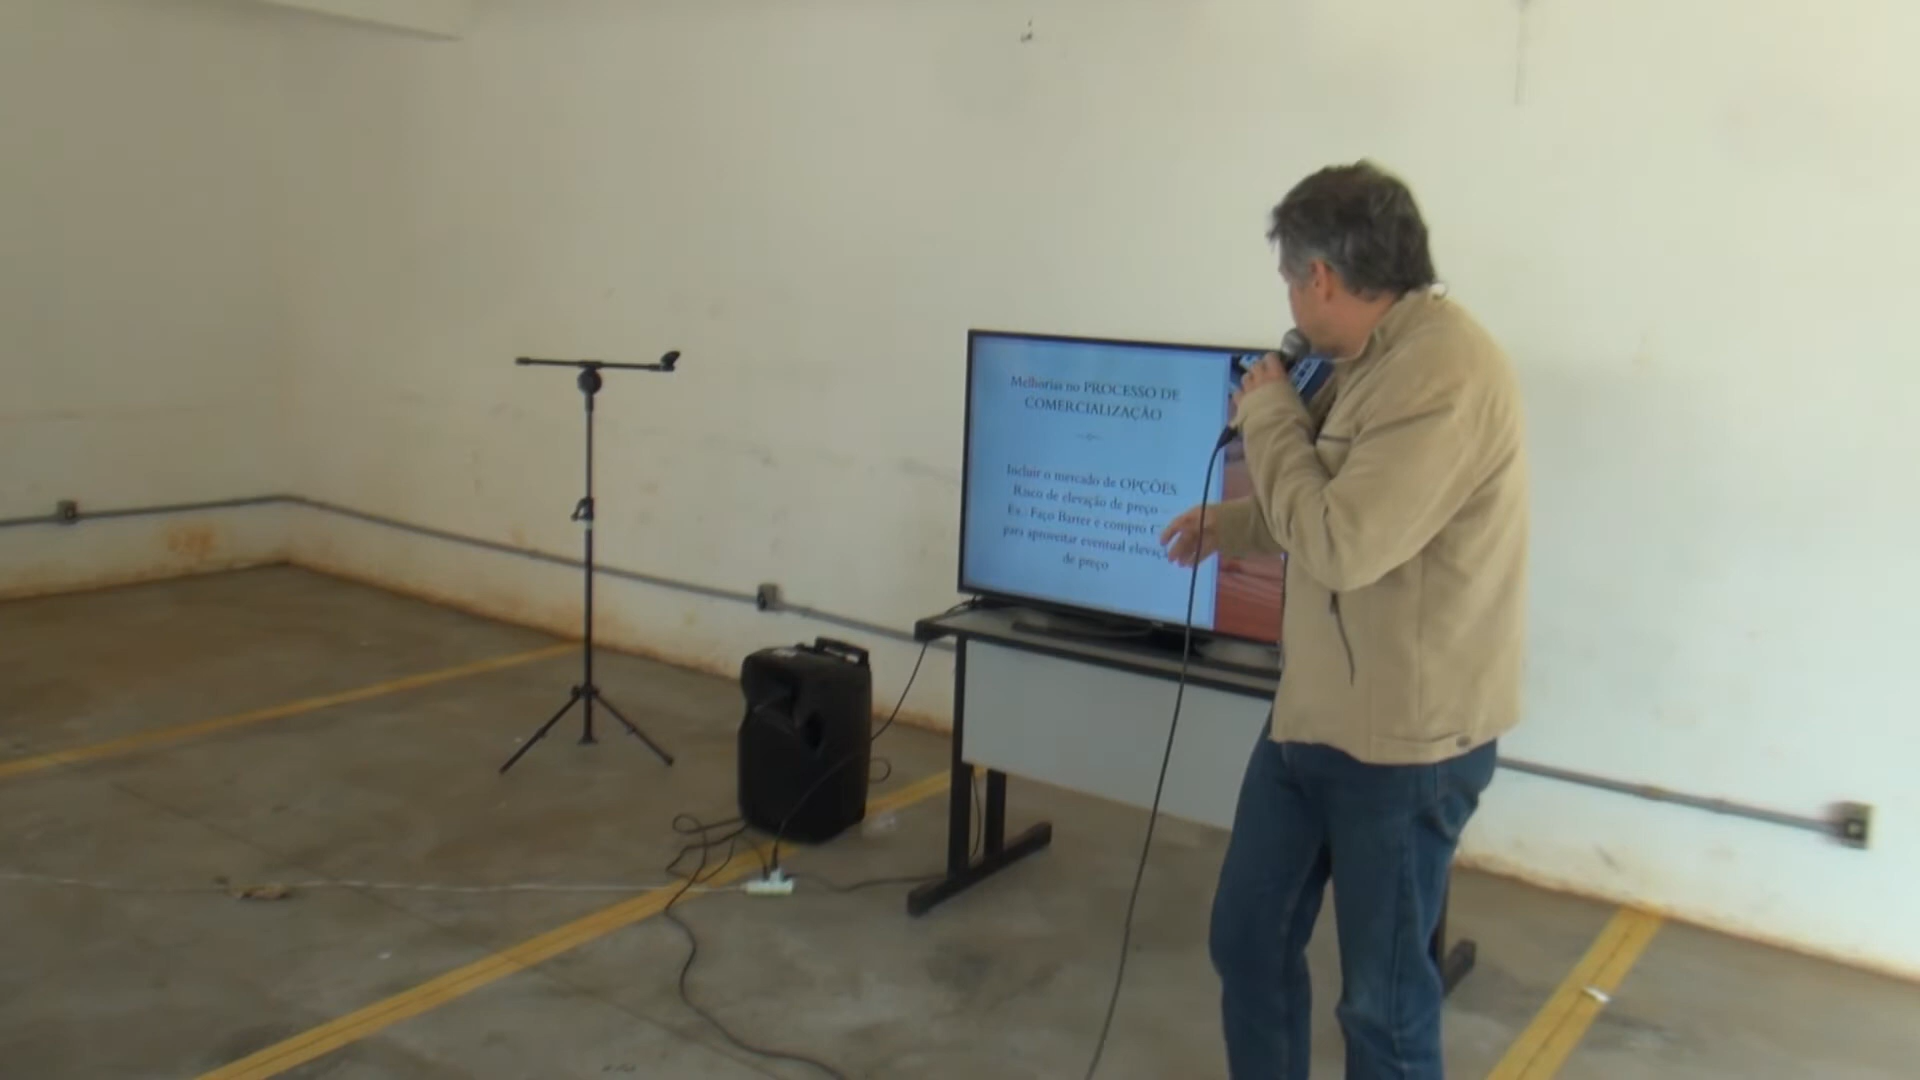 Melhorias no PROCESSO DE
COMERCIALIZAÇÃO
Incluir o mercado de OPÇÕES
Risco de elevação de preço –
Ex.: Faço Barter e compro
para aproveitar eventual
de preço